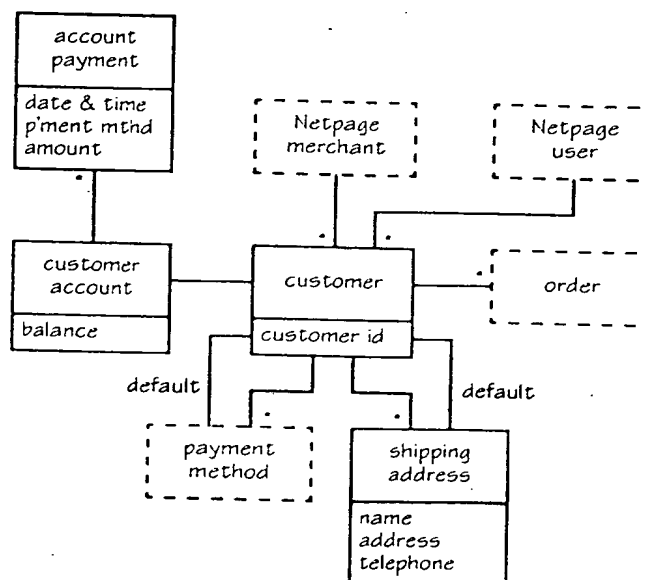 account
payment
date & time
p'ment mthd
amount
Netpage
merchant
Netpage
user
customer
account
balance
customer
customer id
order
default
default
payment
method
shipping
address
name
address
telephone